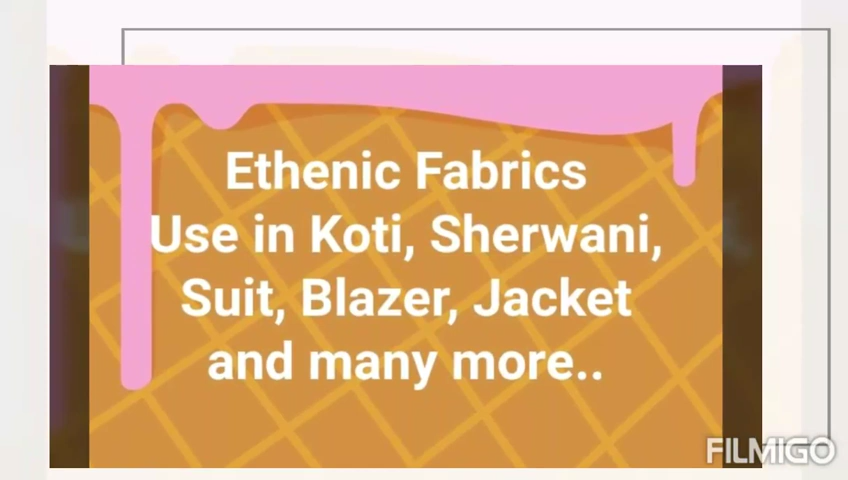 Ethenic Fabrics
Use in Koti, Sherwani,
Suit, Blazer, Jacket
and many more..
FILMIGO